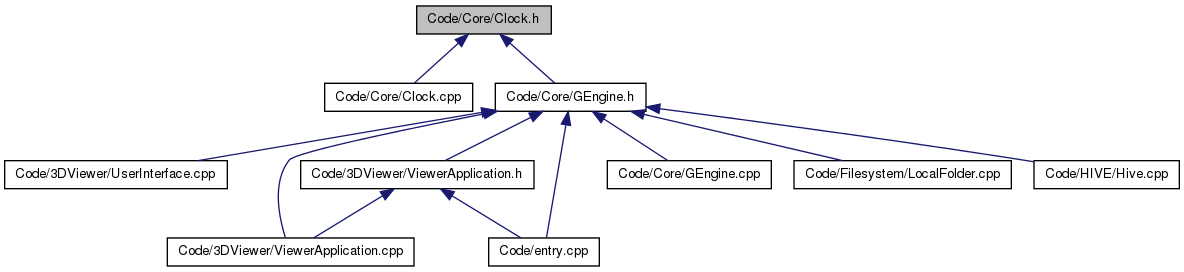 Code/Core/Clock.h
Code/Core/Clock.cpp
Code/Core/GEngine.h
Code/3DViewer/UserInterface.cpp
Code/3DViewer/ViewerApplication.h
Code/Core/GEngine.cpp
Code/Filesystem/LocalFolder.cpp
Code/HIVE/Hive.cpp
Code/3DViewer/ViewerApplication.cpp
Code/entry.cpp